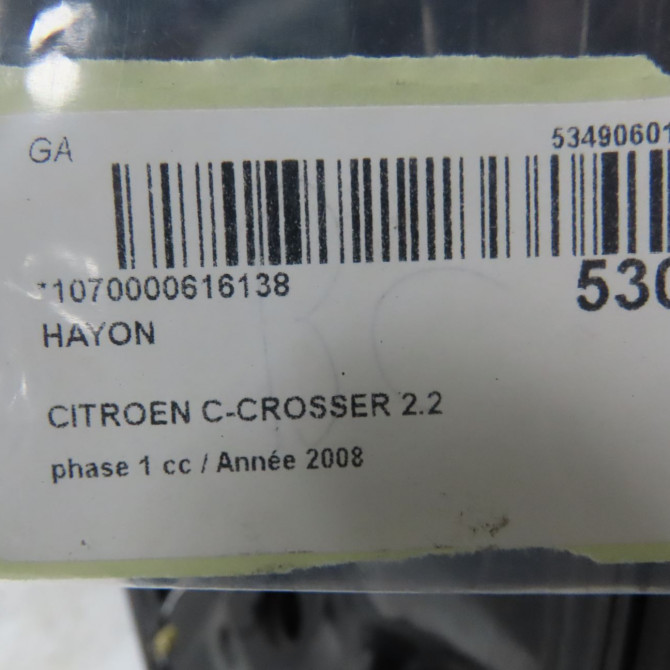 GA
53490601
*1070000616138
530
HAYON
CITROEN C-CROSSER 2.2
phase 1 cc / Année 2008